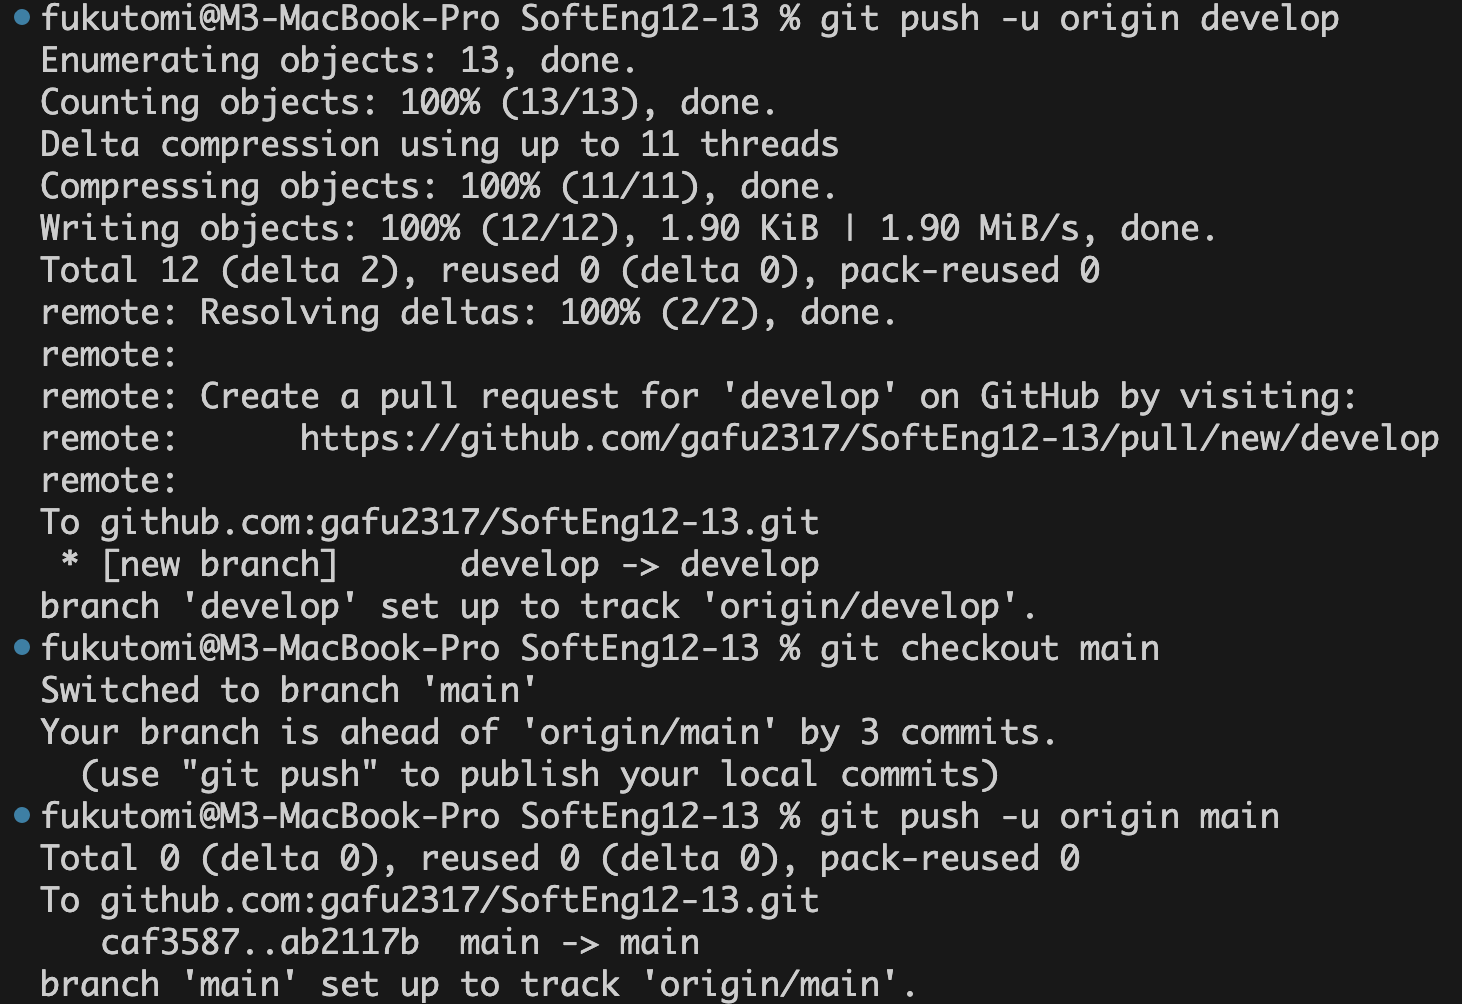 fukutomi@M3-MacBook-Pro SoftEng12-13 % git push -u origin develop
Enumerating objects: 13, done.
Counting objects: 100% (13/13), done.
Delta compression using up to 11 threads
Compressing objects: 100% (11/11), done.
Writing objects: 100% (12/12), 1.90 KiB | 1.90 MiB/s, done.
Total 12 (delta 2), reused 0 (delta 0), pack-reused 0
remote: Resolving deltas: 100% (2/2), done.
remote:
remote: Create a pull request for 'develop' on GitHub by visiting:
remote:      https://github.com/gafu2317/SoftEng12-13/pull/new/develop
remote:
To github.com:gafu2317/SoftEng12-13.git
 * [new branch]      develop -> develop
branch 'develop' set up to track 'origin/develop'.
fukutomi@M3-MacBook-Pro SoftEng12-13 % git checkout main
Switched to branch 'main'
Your branch is ahead of 'origin/main' by 3 commits.
  (use "git push" to publish your local commits)
fukutomi@M3-MacBook-Pro SoftEng12-13 % git push -u origin main
Total 0 (delta 0), reused 0 (delta 0), pack-reused 0
To github.com:gafu2317/SoftEng12-13.git
   caf3587..ab2117b  main -> main
branch 'main' set up to track 'origin/main'.